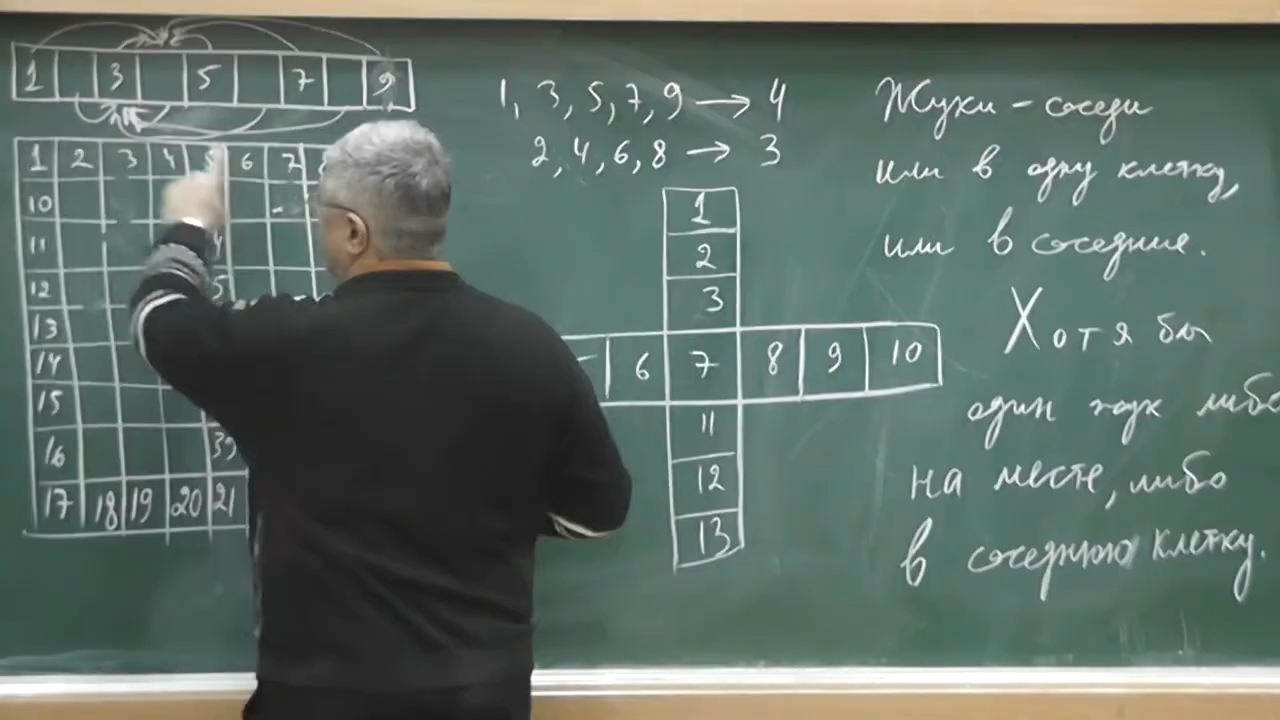 1 3 5 7 9
1 2 3 4 5 6 7
10
11
12 5
13
14
15
16 39
17 18 19 20 21
1, 3, 5, 7, 9 → 4
2, 4, 6, 8 → 3
1
2
3
6 7 8 9 10
11
12
13
Жуки - соседи
или в одну клетку,
или в соседние.
Хотя бы
один жук либо
на месте, либо
в соседнюю клетку.